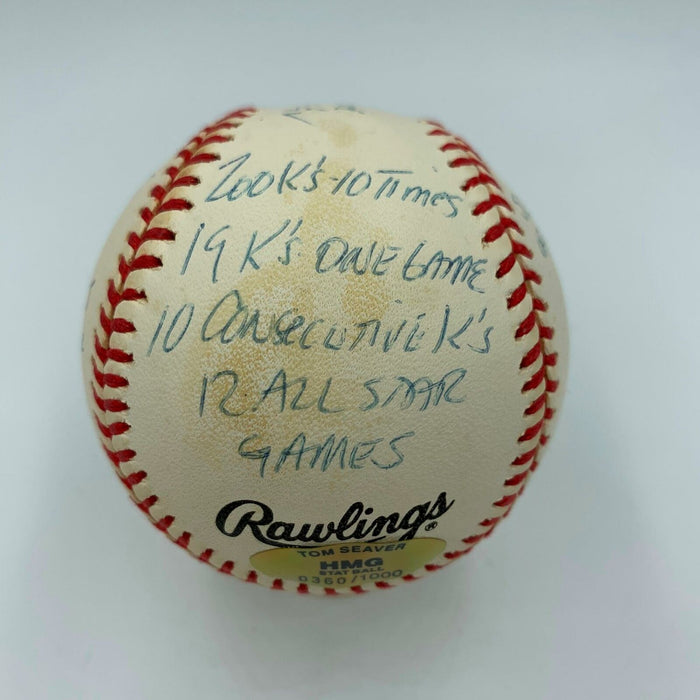 200 K's-10 Times
19 K's ONE GAME
10 CONSECUTIVE K's
12 ALL STAR
GAMES
Rawlings®
TOM SEAVER
HMG
STAT BALL
0360/1000